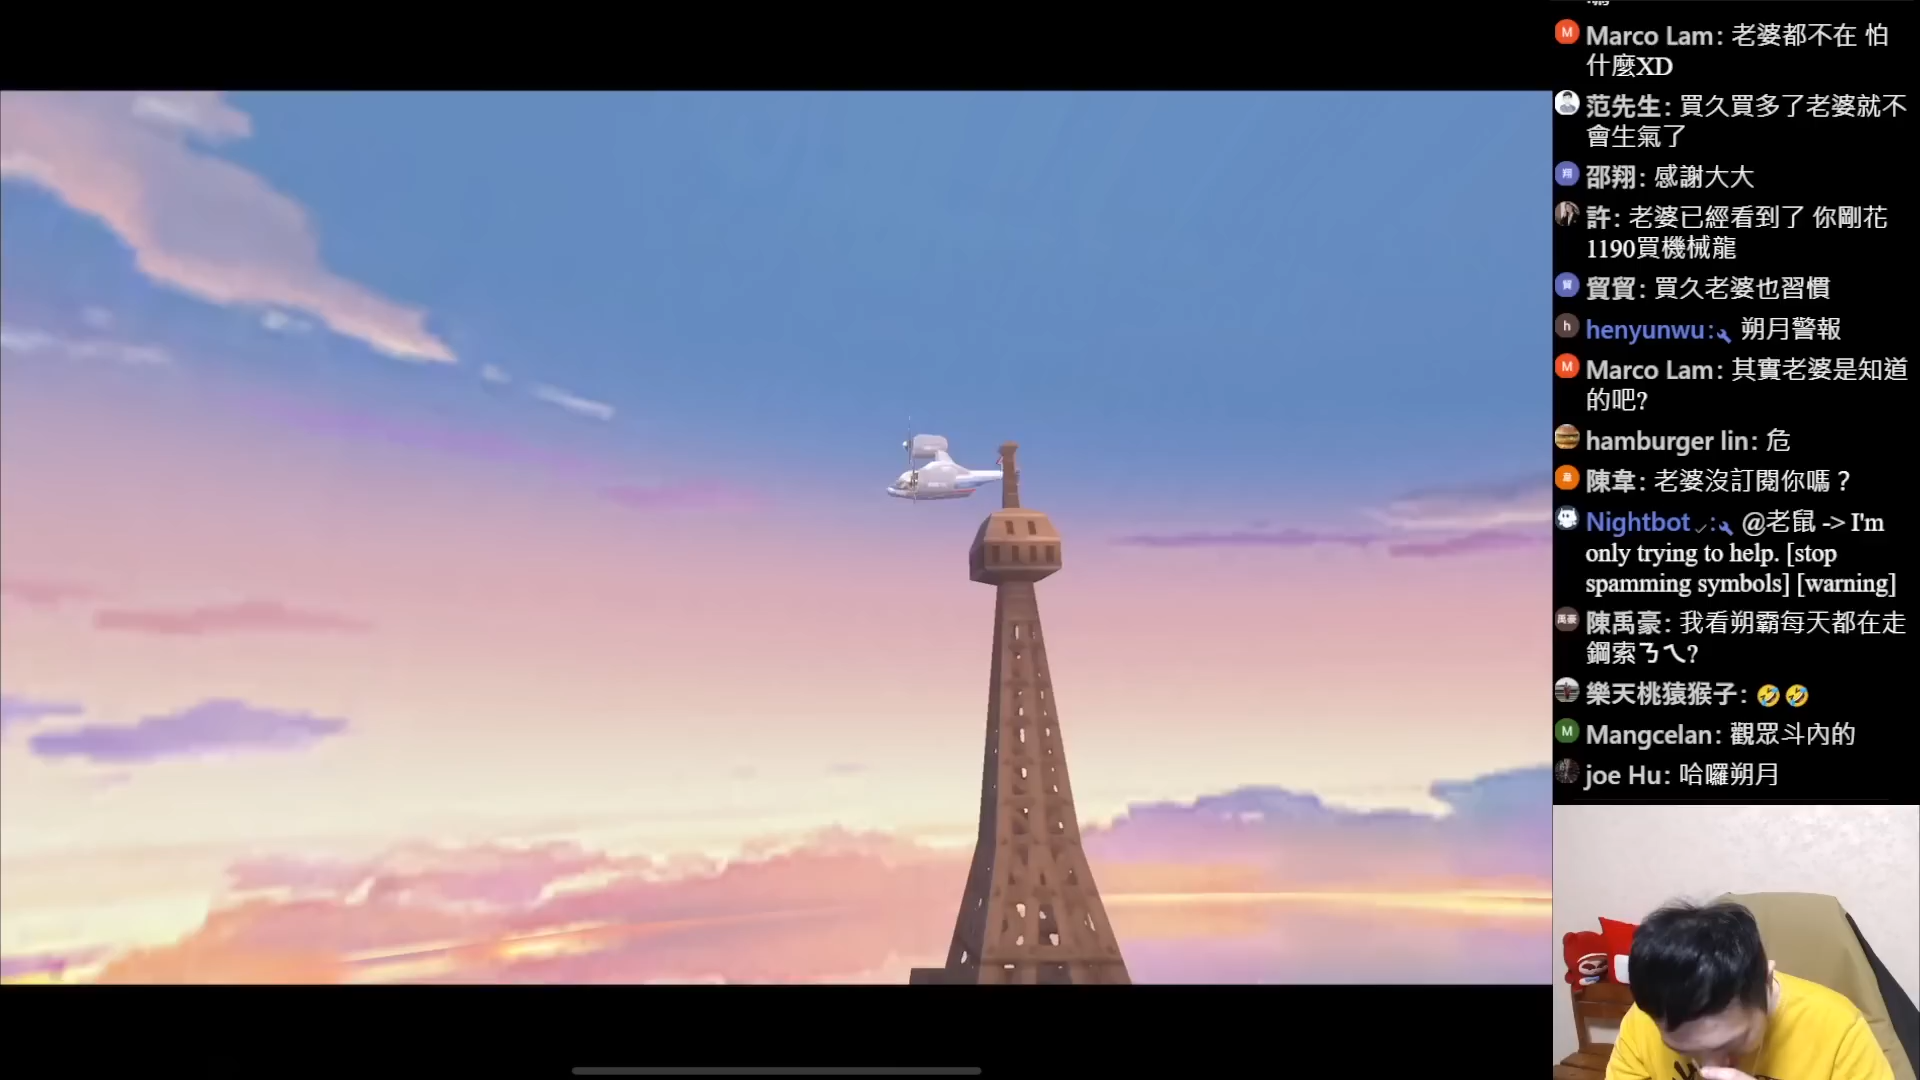 Marco Lam: 老婆都不在 怕
什麼XD
范先生: 買久買多了老婆就不
會生氣了
翔
邵翔: 感謝大大
許: 老婆已經看到了 你剛花
1190買機械龍
貿貿: 買久老婆也習慣
h
henyunwu: 朔月警報
M
Marco Lam: 其實老婆是知道
的吧?
hamburger lin: 危
韋
陳韋: 老婆沒訂閱你嗎？
Nightbot: @老鼠 -> I'm
only trying to help. [stop
spamming symbols] [warning]
禹豪
陳禹豪: 我看朔霸每天都在走
鋼索ㄋㄟ?
樂天桃猿猴子: 🤣🤣
M
Mangcelan: 觀眾斗內的
joe Hu: 哈囉朔月